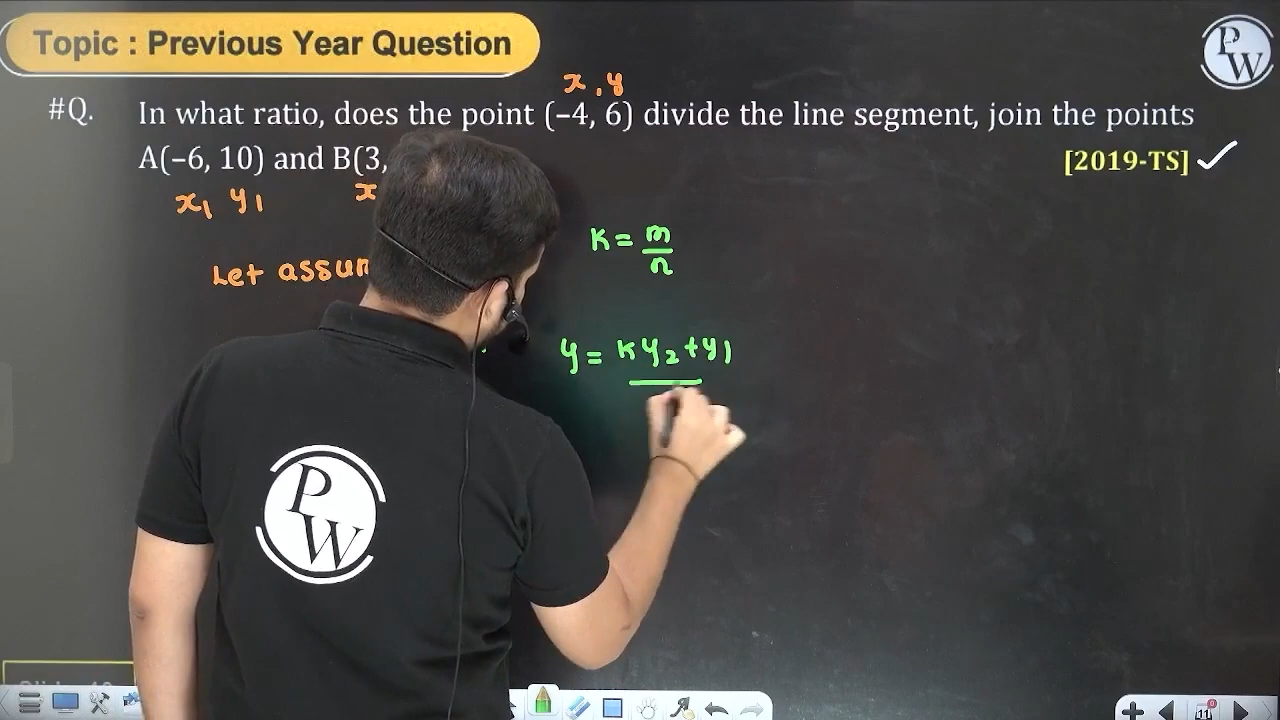 Topic : Previous Year Question
PW
x , y
#Q. In what ratio, does the point (–4, 6) divide the line segment, join the points
A(–6, 10) and B(3,
[2019-TS]
x1 y1 x
K = m/n
Let assum
y = Ky2+y1
PW